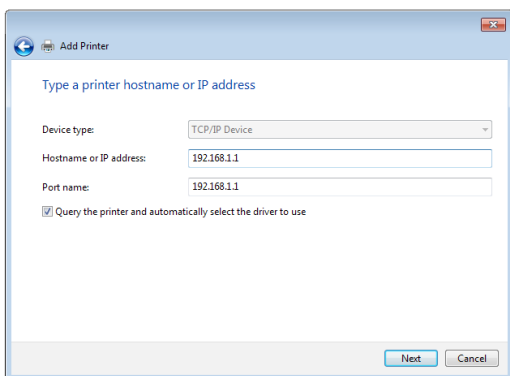 Add Printer
Type a printer hostname or IP address
Device type: TCP/IP Device
Hostname or IP address: 192.168.1.1
Port name: 192.168.1.1
Query the printer and automatically select the driver to use
Next Cancel